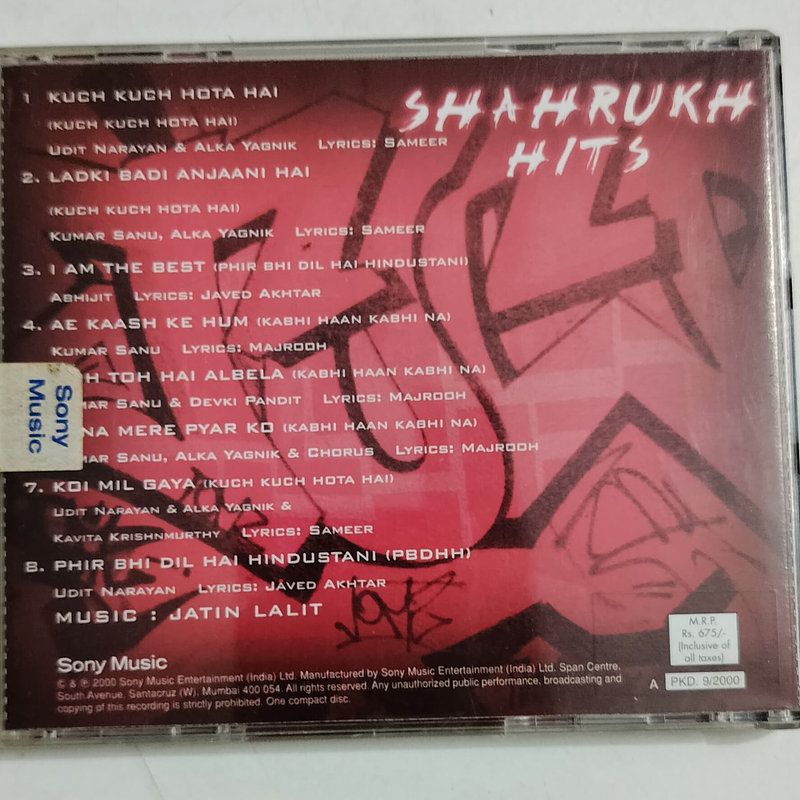 SHAHRUKH
HITS
1 KUCH KUCH HOTA HAI
(KUCH KUCH HOTA HAI)
UDIT NARAYAN & ALKA YAGNIK LYRICS: SAMEER
2. LADKI BADI ANJAANI HAI
(KUCH KUCH HOTA HAI)
KUMAR SANU, ALKA YAGNIK LYRICS: SAMEER
3. I AM THE BEST (PHIR BHI DIL HAI HINDUSTANI)
ABHIJIT LYRICS: JAVED AKHTAR
4. AE KAASH KE HUM (KABHI HAAN KABHI NA)
KUMAR SANU LYRICS: MAJROOH
TOH HAI ALBELA (KABHI HAAN KABHI NA)
SANU & DEVKI PANDIT LYRICS: MAJROOH
MERE PYAR KO (KABHI HAAN KABHI NA)
SANU, ALKA YAGNIK & CHORUS LYRICS: MAJROOH
7. KOI MIL GAYA (KUCH KUCH HOTA HAI)
UDIT NARAYAN & ALKA YAGNIK &
KAVITA KRISHNMURTHY LYRICS: SAMEER
8. PHIR BHI DIL HAI HINDUSTANI (PBDHH)
UDIT NARAYAN LYRICS: JAVED AKHTAR
MUSIC : JATIN LALIT
Sony Music
Sony Music
© & ℗ 2000 Sony Music Entertainment (India) Ltd. Manufactured by Sony Music Entertainment (India) Ltd. Span Centre,
South Avenue, Santacruz (W), Mumbai 400 054. All rights reserved. Any unauthorized public performance, broadcasting and
copying of this recording is strictly prohibited. One compact disc.
M.R.P.
Rs. 675/-
(Inclusive of
all taxes)
A PKD. 9/2000